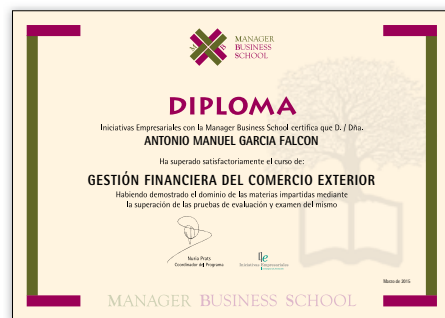 M B
MANAGER
BUSINESS
SCHOOL
DIPLOMA
Iniciativas Empresariales con la Manager Business School certifica que D. / Dña.
ANTONIO MANUEL GARCIA FALCON
Ha superado satisfactoriamente el curso de:
GESTIÓN FINANCIERA DEL COMERCIO EXTERIOR
Habiendo demostrado el dominio de las materias impartidas mediante
la superación de las pruebas de evaluación y examen del mismo
Nuria Prats
Coordinador del Programa
Iniciativas Empresariales
Marzo de 2015
MANAGER BUSINESS SCHOOL